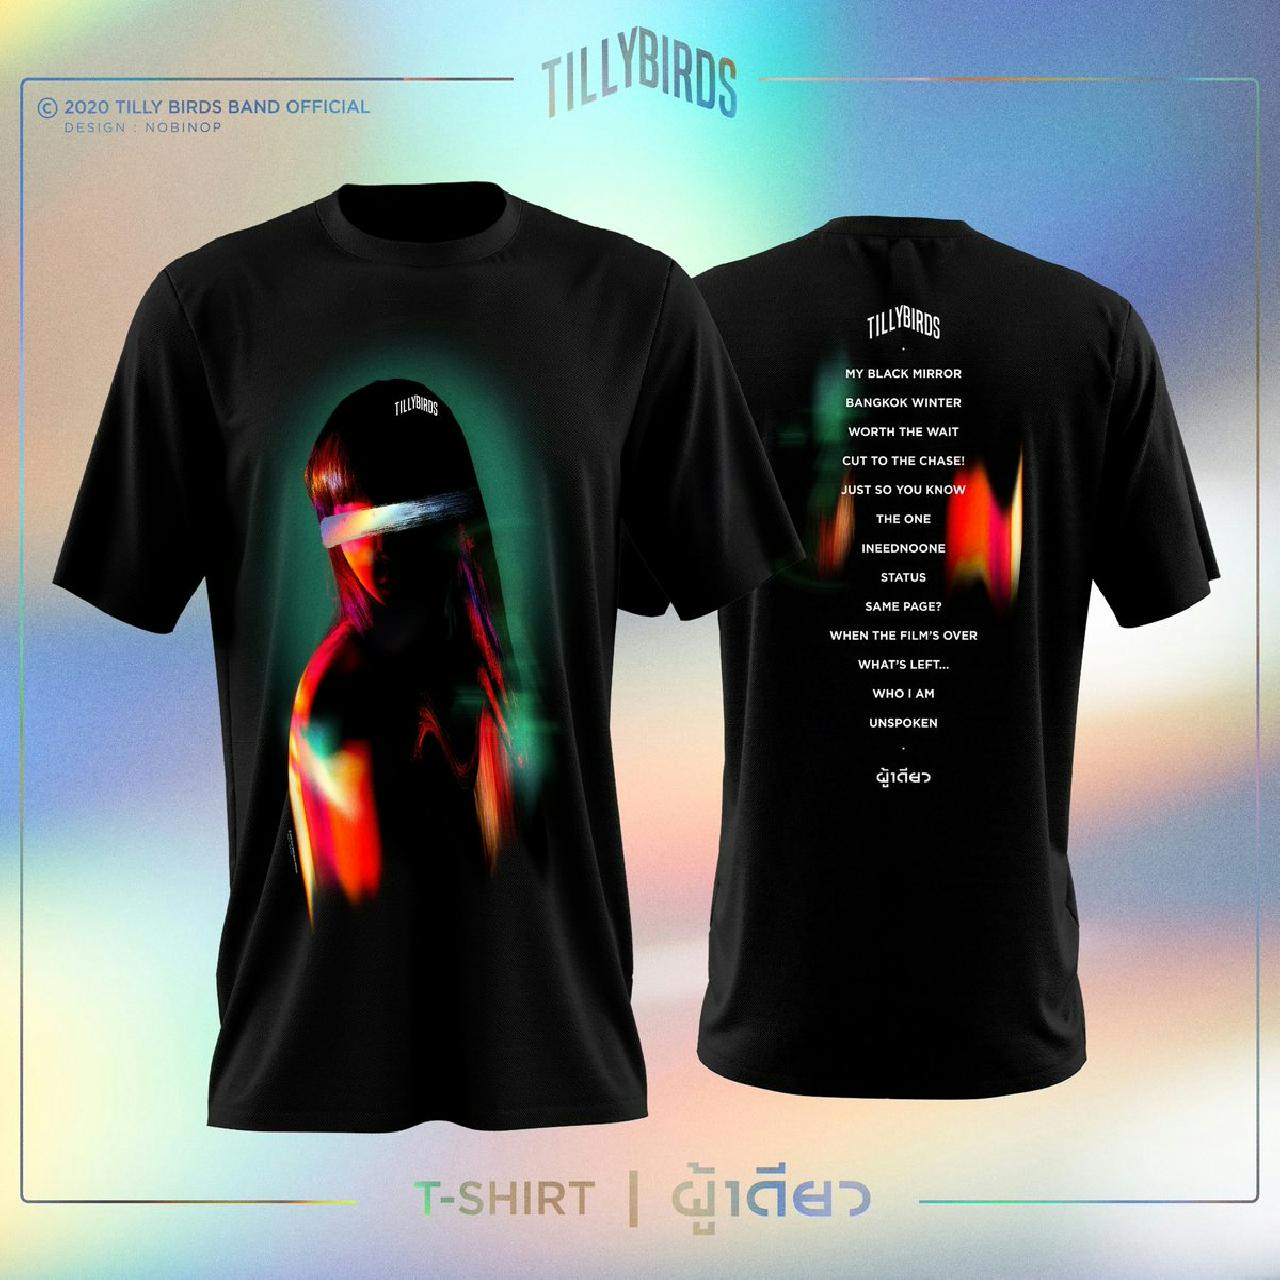 TILLYBIRDS
© 2020 TILLY BIRDS BAND OFFICIAL
DESIGN : NOBINOP
TILLYBIRDS
TILLYBIRDS
MY BLACK MIRROR
BANGKOK WINTER
WORTH THE WAIT
CUT TO THE CHASE!
JUST SO YOU KNOW
THE ONE
INEEDNOONE
STATUS
SAME PAGE?
WHEN THE FILM'S OVER
WHAT'S LEFT...
WHO I AM
UNSPOKEN
ผู้เดียว
T-SHIRT | ผู้เดียว